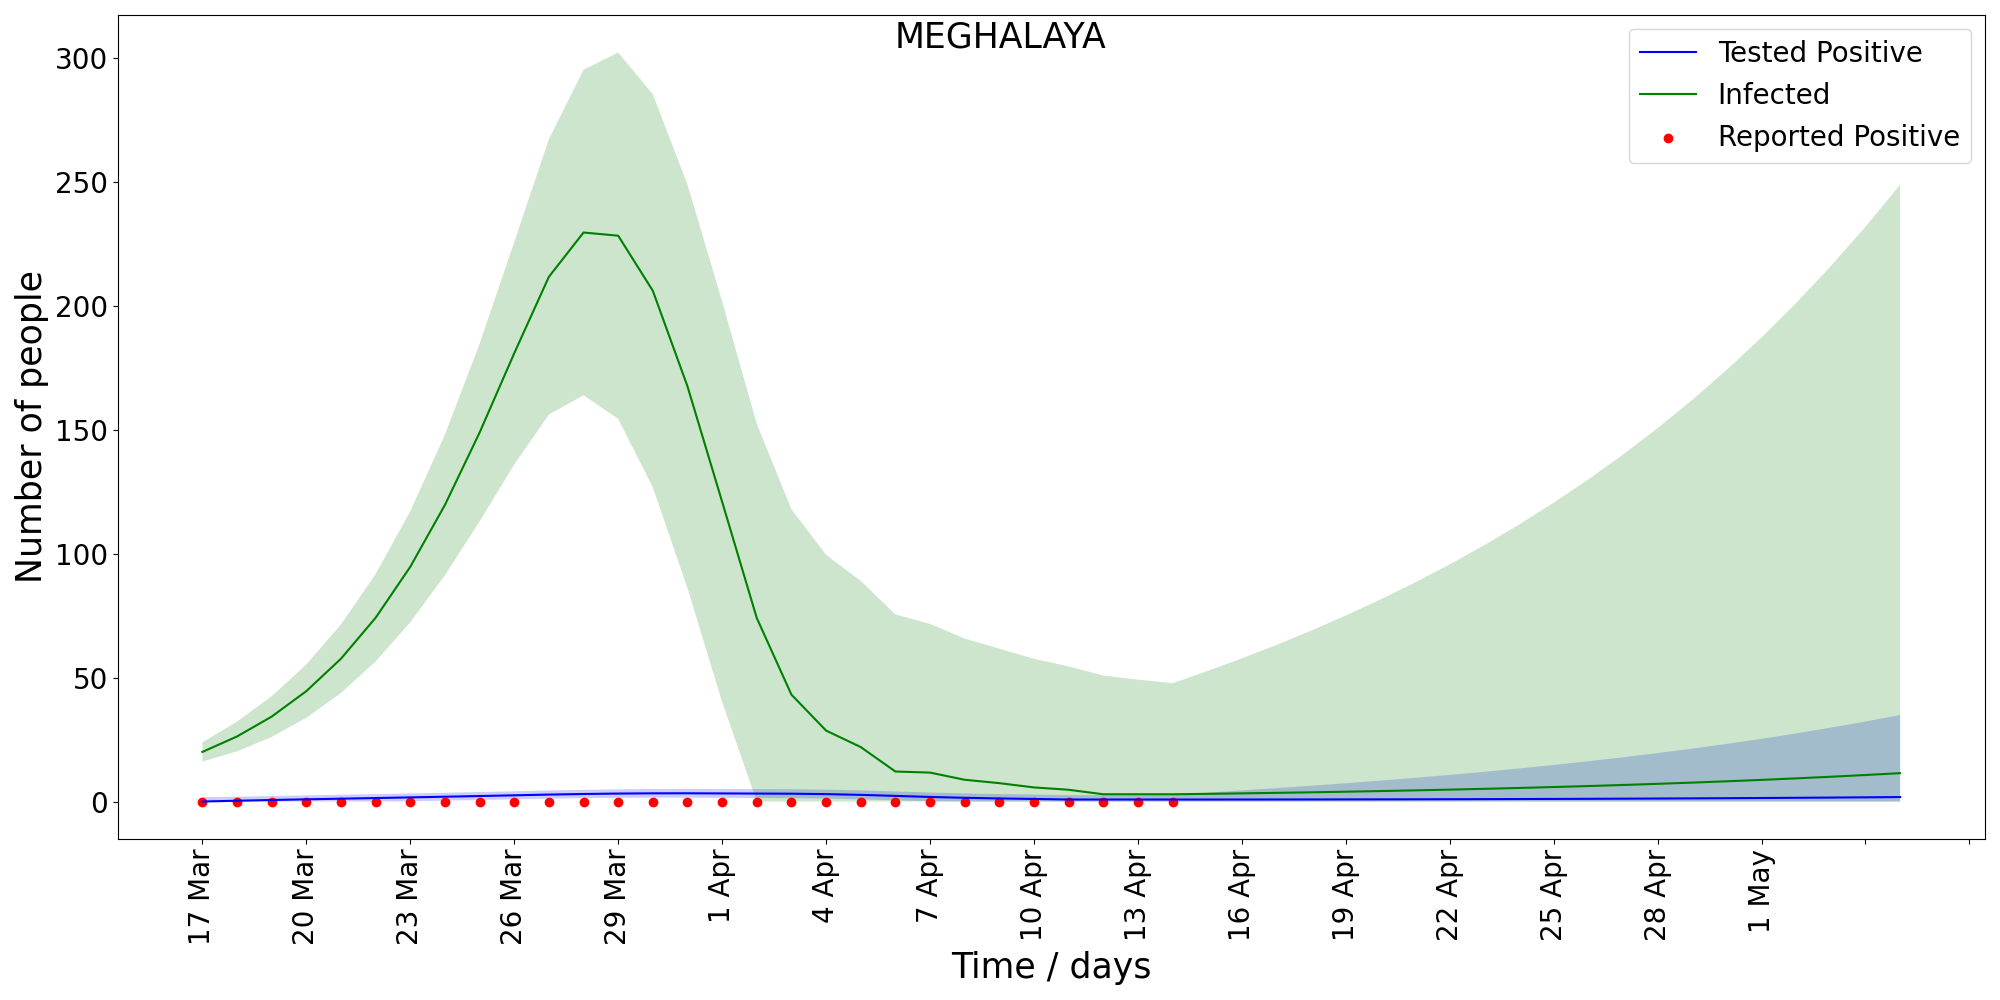 MEGHALAYA
Tested Positive
Infected
Reported Positive
Number of people
300
250
200
150
100
50
0
17 Mar
20 Mar
23 Mar
26 Mar
29 Mar
1 Apr
4 Apr
7 Apr
10 Apr
13 Apr
16 Apr
19 Apr
22 Apr
25 Apr
28 Apr
1 May
Time / days